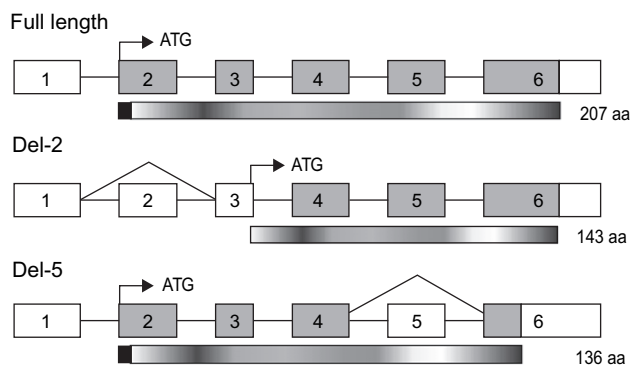 Full length
ATG
1 2 3 4 5 6
207 aa
Del-2
ATG
1 2 3 4 5 6
143 aa
Del-5
ATG
1 2 3 4 5 6
136 aa